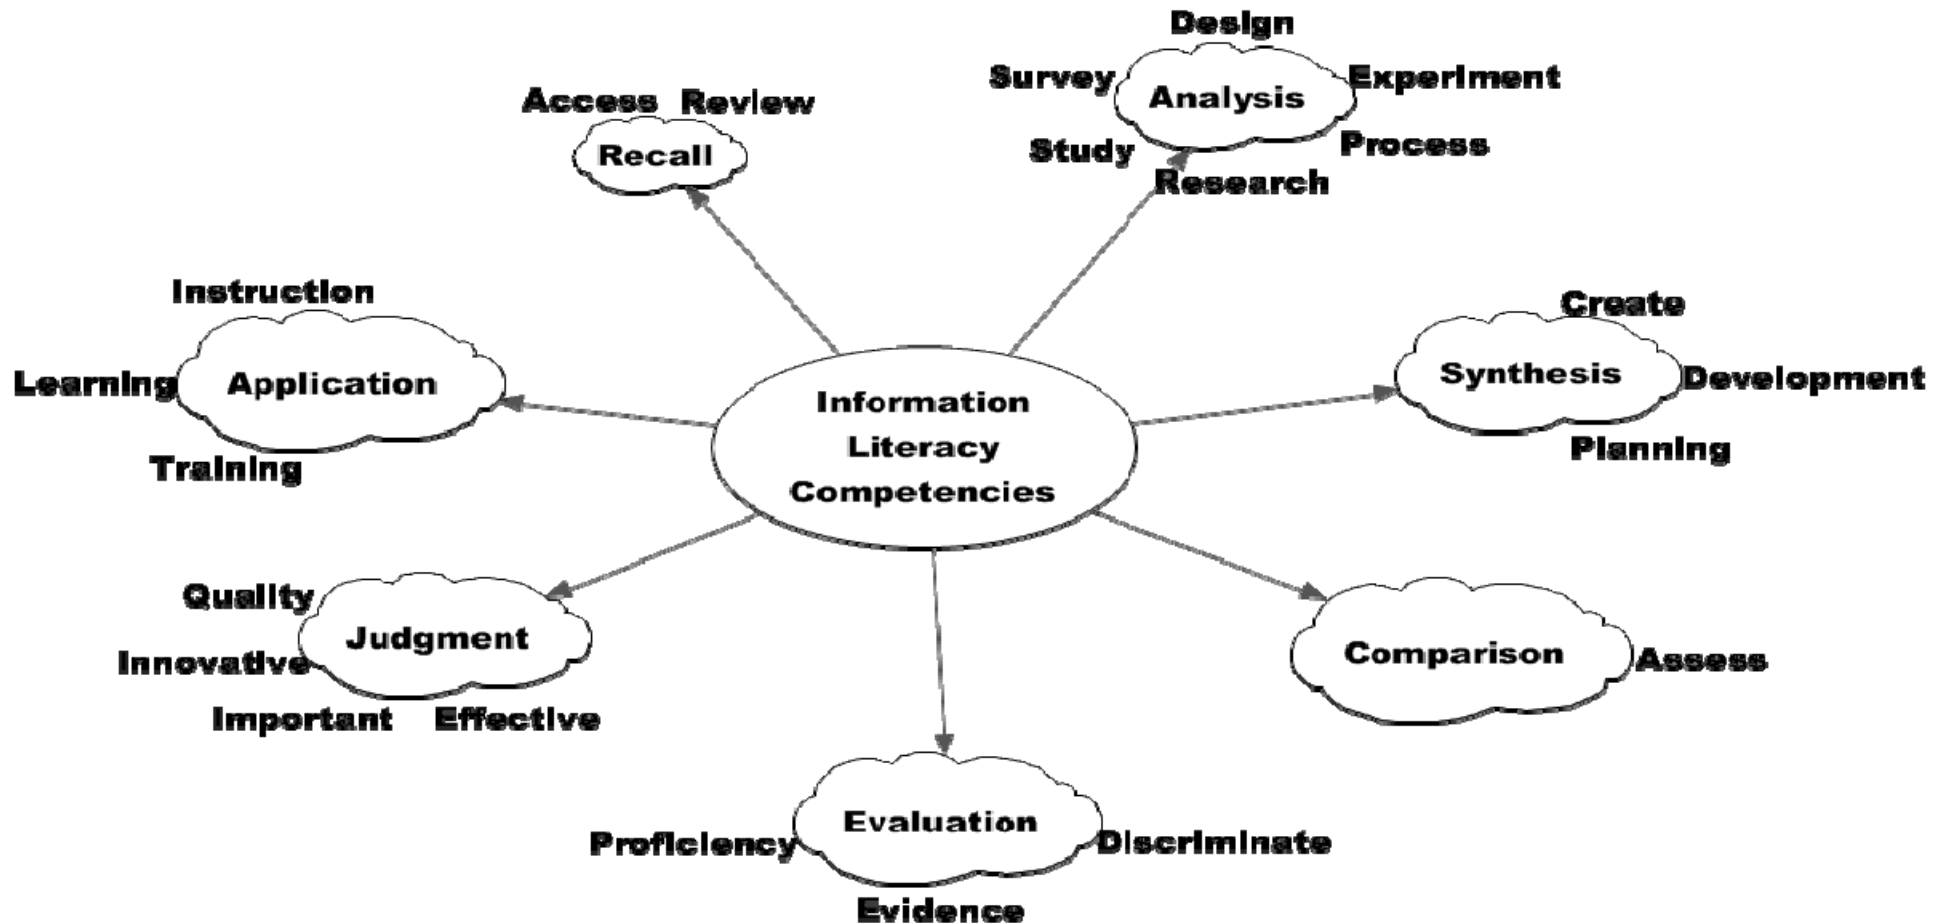 Design
Survey
Analysis
Experiment
Study
Process
Research
Access Review
Recall
Instruction
Learning
Application
Training
Information
Literacy
Competencies
Create
Synthesis
Development
Planning
Quality
Judgment
Innovative
Important Effective
Comparison
Assess
Evaluation
Proficiency
Discriminate
Evidence